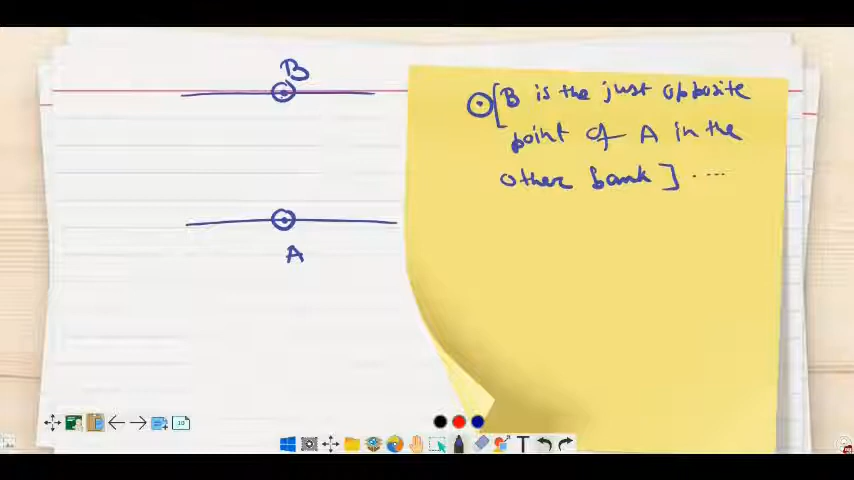 B
[B is the just opposite
point of A in the
other bank] ....
A